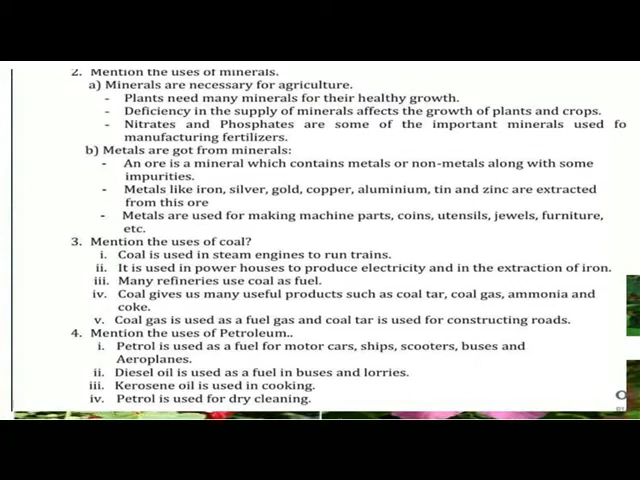 2. Mention the uses of minerals.
a) Minerals are necessary for agriculture.
- Plants need many minerals for their healthy growth.
- Deficiency in the supply of minerals affects the growth of plants and crops.
- Nitrates and Phosphates are some of the important minerals used fo
manufacturing fertilizers.
b) Metals are got from minerals:
- An ore is a mineral which contains metals or non-metals along with some
impurities.
- Metals like iron, silver, gold, copper, aluminium, tin and zinc are extracted
from this ore
- Metals are used for making machine parts, coins, utensils, jewels, furniture,
etc.
3. Mention the uses of coal?
i. Coal is used in steam engines to run trains.
ii. It is used in power houses to produce electricity and in the extraction of iron.
iii. Many refineries use coal as fuel.
iv. Coal gives us many useful products such as coal tar, coal gas, ammonia and
coke.
v. Coal gas is used as a fuel gas and coal tar is used for constructing roads.
4. Mention the uses of Petroleum..
i. Petrol is used as a fuel for motor cars, ships, scooters, buses and
Aeroplanes.
ii. Diesel oil is used as a fuel in buses and lorries.
iii. Kerosene oil is used in cooking.
iv. Petrol is used for dry cleaning.